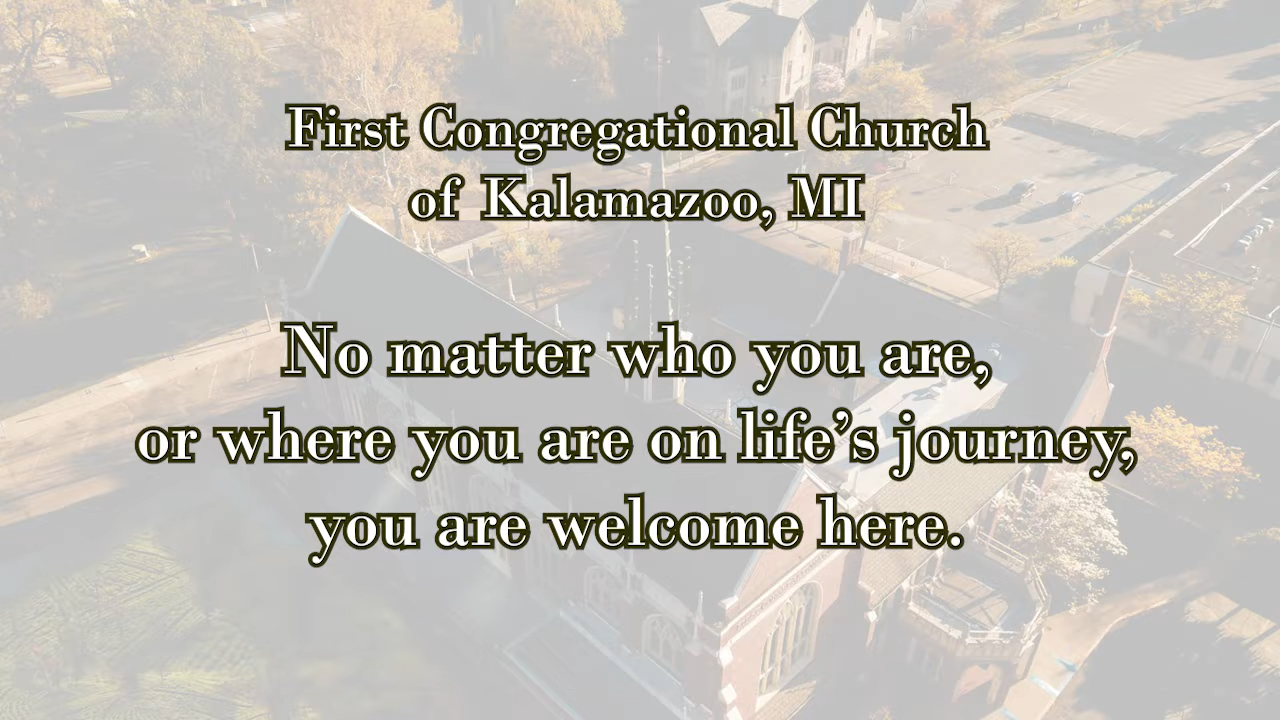 First Congregational Church
of Kalamazoo, MI
No matter who you are,
or where you are on life’s journey,
you are welcome here.